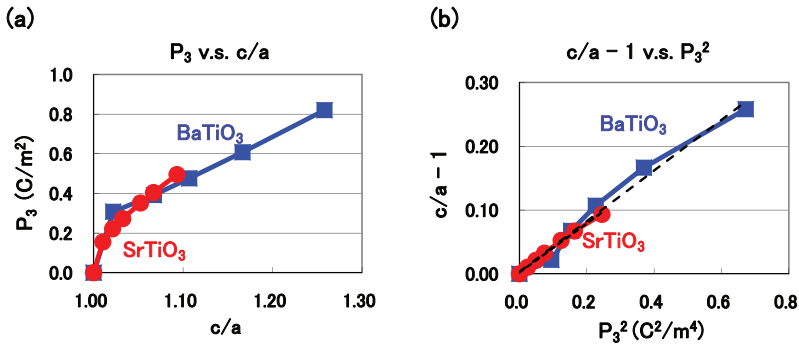 (a)
P₃ v.s. c/a
1.0
0.8
0.6
0.4
0.2
0.0
P₃ (C/m²)
BaTiO₃
SrTiO₃
1.00
1.10
1.20
1.30
c/a
(b)
c/a − 1 v.s. P₃²
0.30
0.20
0.10
0.00
c/a − 1
BaTiO₃
SrTiO₃
0.0
0.2
0.4
0.6
0.8
P₃² (C²/m⁴)